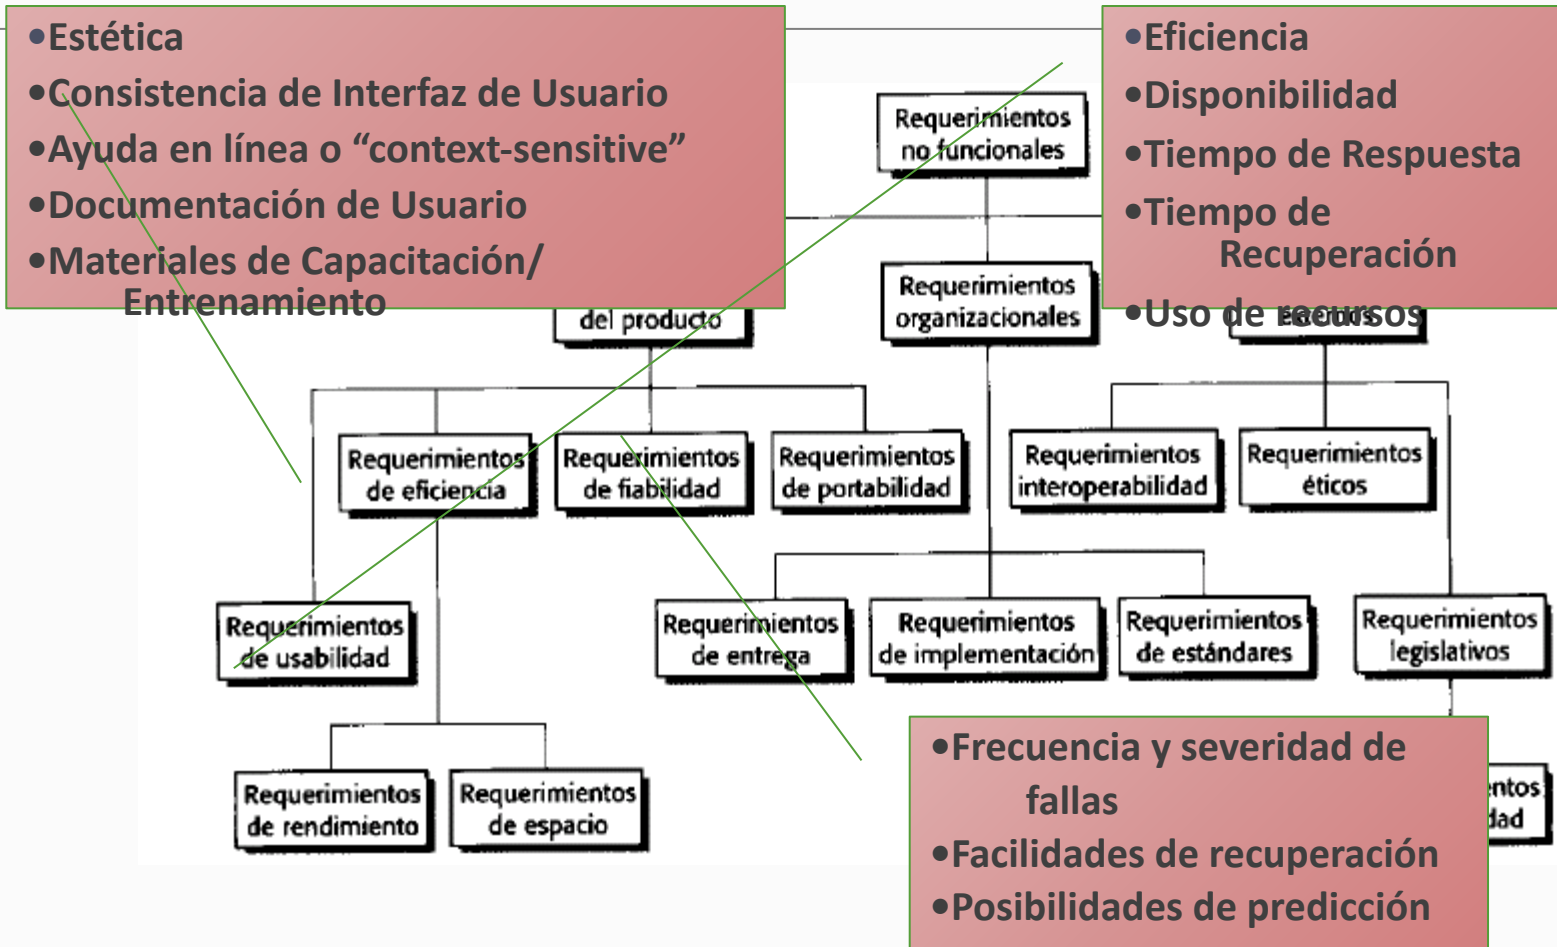 •Estética
•Consistencia de Interfaz de Usuario
•Ayuda en línea o “context-sensitive”
•Documentación de Usuario
•Materiales de Capacitación/
Entrenamiento
•Eficiencia
•Disponibilidad
•Tiempo de Respuesta
•Tiempo de
Recuperación
•Uso de recursos
Requerimientos
no funcionales
del producto
Requerimientos
organizacionales
Requerimientos
de eficiencia
Requerimientos
de fiabilidad
Requerimientos
de portabilidad
Requerimientos
interoperabilidad
Requerimientos
éticos
Requerimientos
de usabilidad
Requerimientos
de entrega
Requerimientos
de implementación
Requerimientos
de estándares
Requerimientos
legislativos
Requerimientos
de rendimiento
Requerimientos
de espacio
•Frecuencia y severidad de
fallas
•Facilidades de recuperación
•Posibilidades de predicción
entos
dad